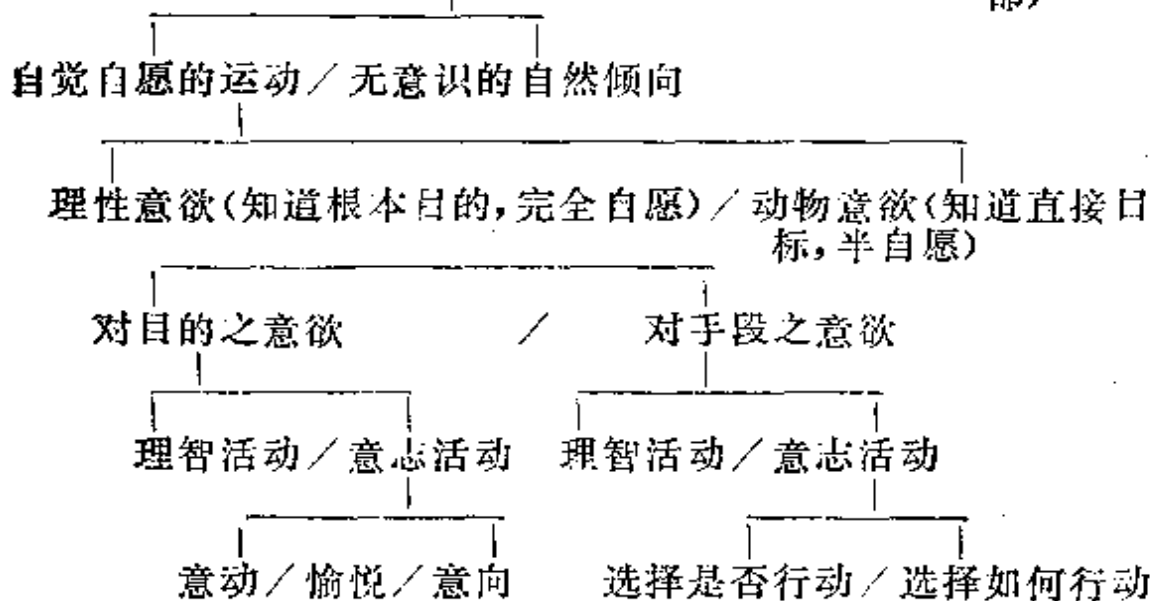 部)
自觉自愿的运动／无意识的自然倾向
理性意欲(知道根本目的,完全自愿)／动物意欲(知道直接目
标,半自愿)
对目的之意欲 ／ 对手段之意欲
理智活动／意志活动 理智活动／意志活动
意动／愉悦／意向 选择是否行动／选择如何行动